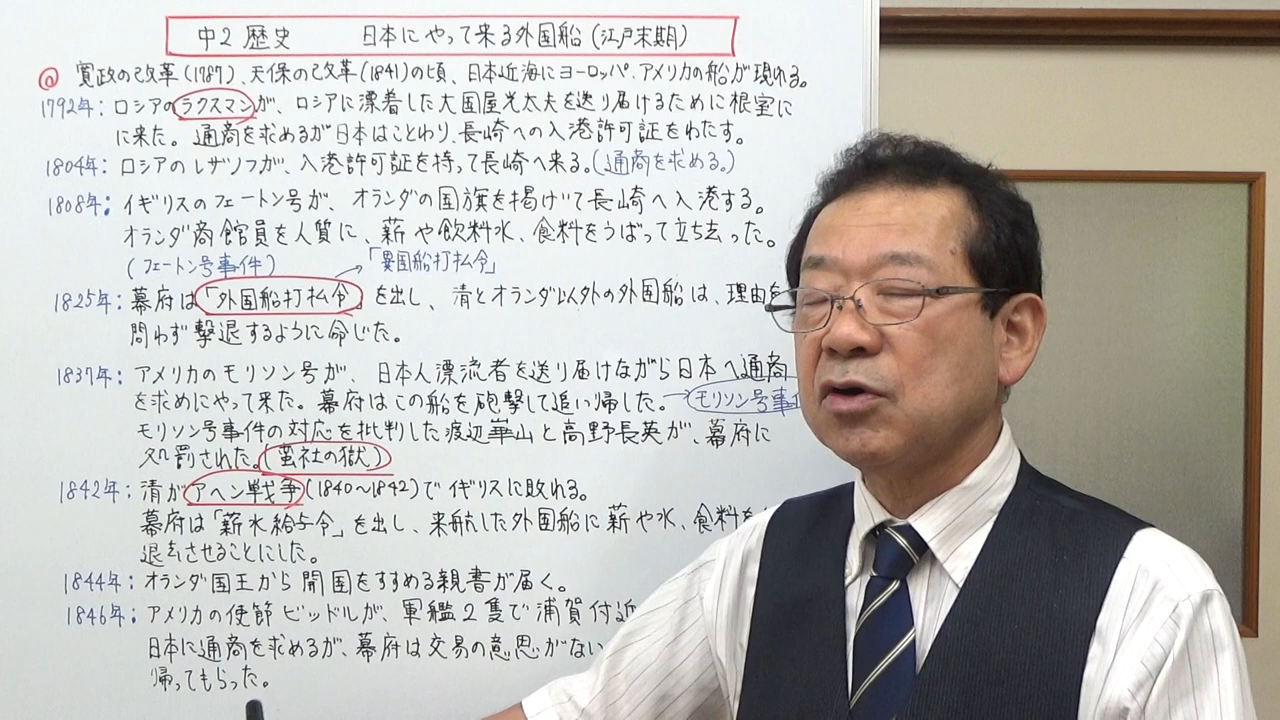 中2 歴史 日本にやって来る外国船(江戸末期)
@ 寛政の改革(1787)、天保の改革(1841)の頃、日本近海にヨーロッパ、アメリカの船が現れる。
1792年: ロシアのラクスマンが、ロシアに漂着した大国屋光太夫を送り届けるために根室に
に来た。通商を求めるが日本はことわり、長崎への入港許可証をわたす。
1804年: ロシアのレザノフが、入港許可証を持って長崎へ来る。(通商を求める。)
1808年: イギリスのフェートン号が、オランダの国旗を掲げて長崎へ入港する。
オランダ商館員を人質に、薪や飲料水、食料をうばって立ち去った。
(フェートン号事件) 「異国船打払令」
1825年: 幕府は「外国船打払令」を出し、清とオランダ以外の外国船は、理由を
問わず撃退するように命じた。
1837年: アメリカのモリソン号が、日本人漂流者を送り届けながら日本へ通商
を求めにやって来た。幕府はこの船を砲撃して追い帰した。→モリソン号事
モリソン号事件の対応を批判した渡辺崋山と高野長英が、幕府に
処罰された。(蛮社の獄)
1842年: 清がアヘン戦争(1840〜1842)でイギリスに敗れる。
幕府は「薪水給与令」を出し、来航した外国船に薪や水、食料を
退去させることにした。
1844年: オランダ国王から開国をすすめる親書が届く。
1846年: アメリカの使節ビッドルが、軍艦2隻で浦賀付近
日本に通商を求めるが、幕府は交易の意思がない
帰ってもらった。